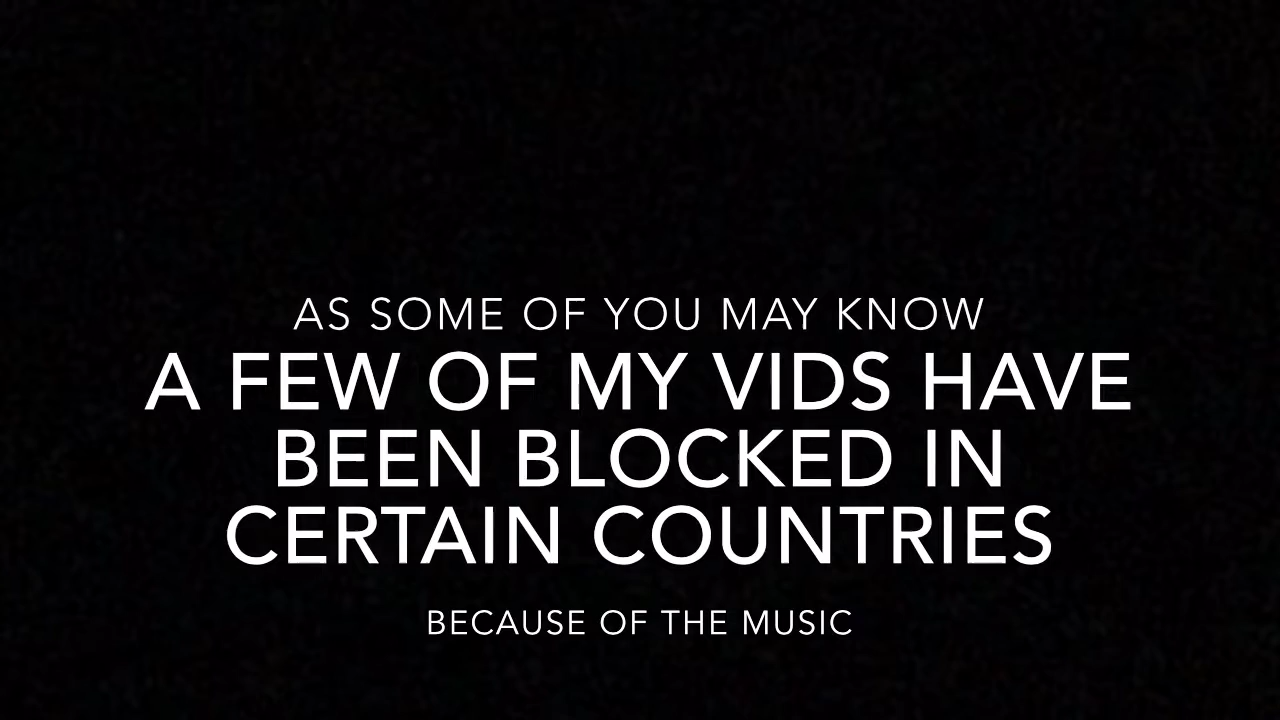 AS SOME OF YOU MAY KNOW
A FEW OF MY VIDS HAVE
BEEN BLOCKED IN
CERTAIN COUNTRIES
BECAUSE OF THE MUSIC